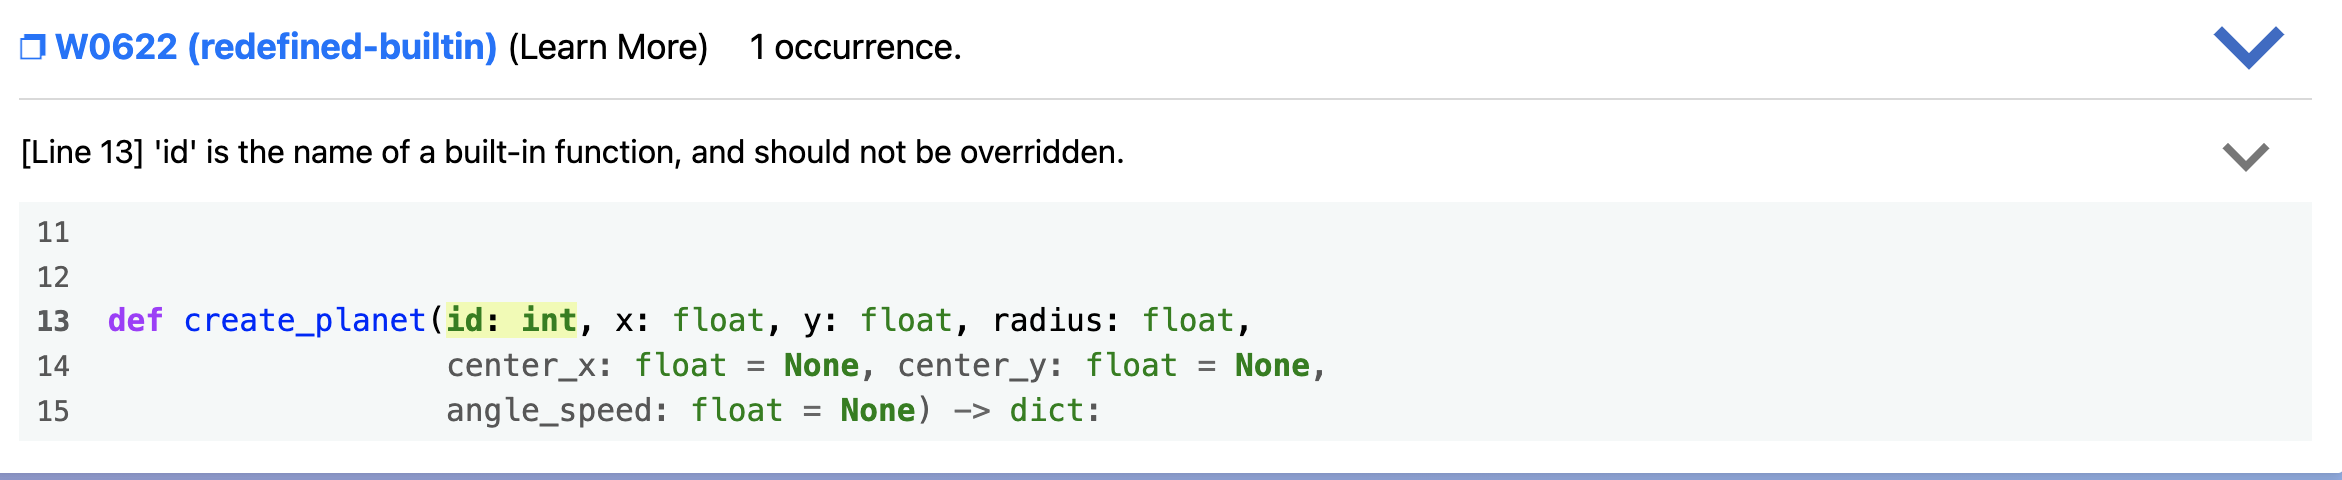 W0622 (redefined-builtin) (Learn More) 1 occurrence.
[Line 13] 'id' is the name of a built-in function, and should not be overridden.
11
12
13 def create_planet(id: int, x: float, y: float, radius: float,
14 center_x: float = None, center_y: float = None,
15 angle_speed: float = None) -> dict: